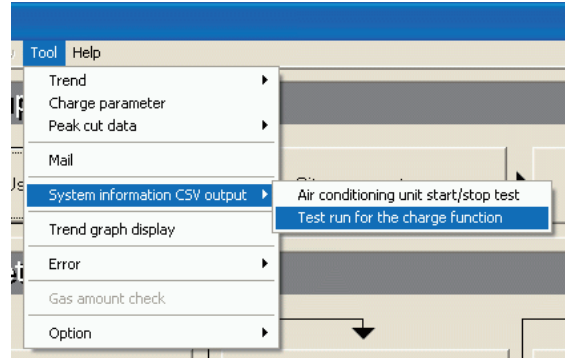 Tool Help
Trend
Charge parameter
Peak cut data
Mail
System information CSV output
Air conditioning unit start/stop test
Test run for the charge function
Trend graph display
Error
Gas amount check
Option